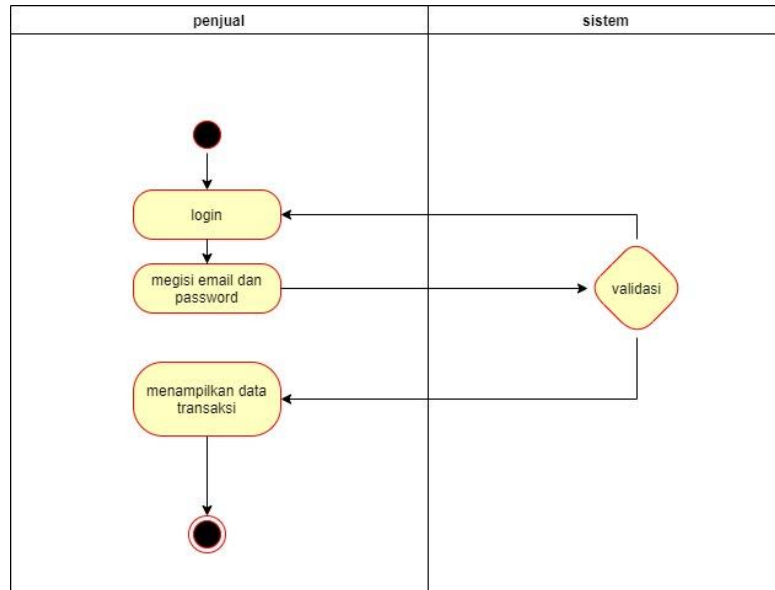 penjual
sistem
login
megisi email dan
password
validasi
menampilkan data
transaksi